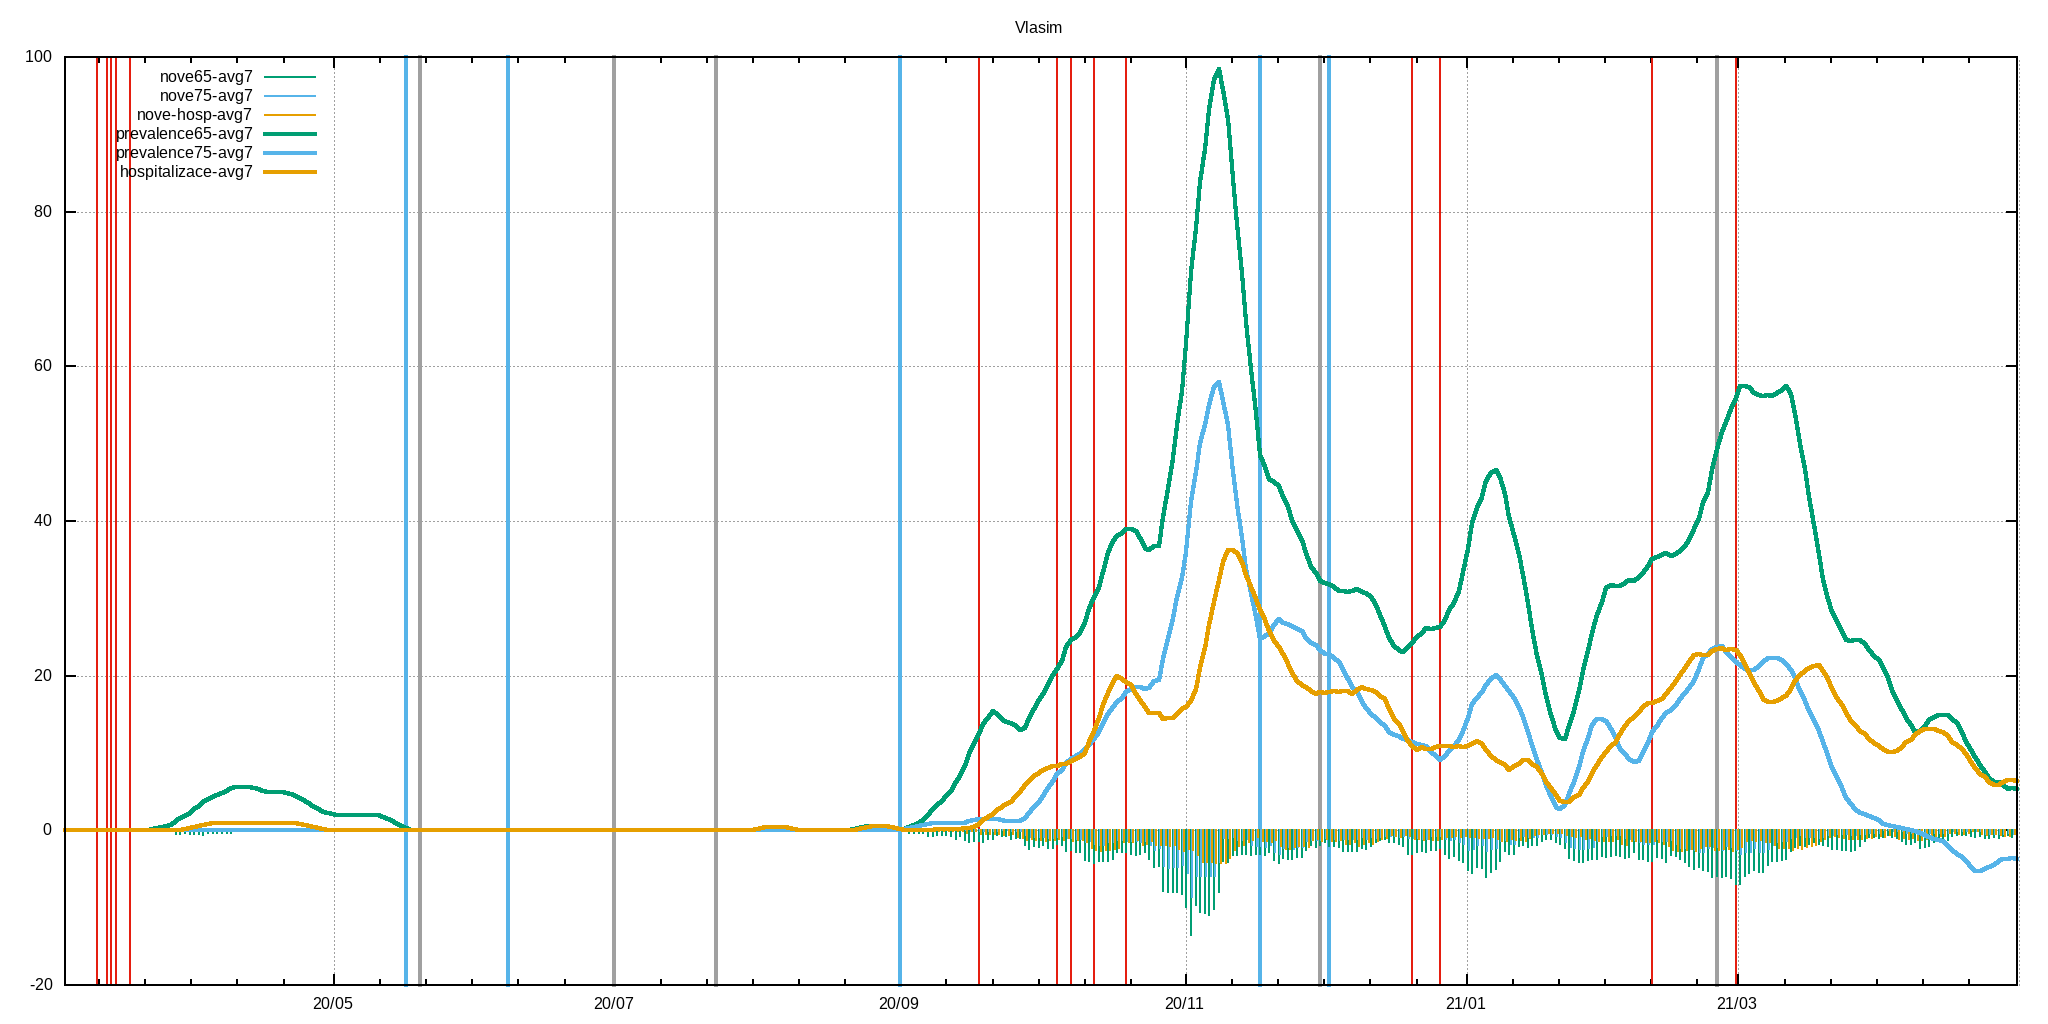 Vlasim
100
80
60
40
20
0
-20
nove65-avg7
nove75-avg7
nove-hosp-avg7
prevalence65-avg7
prevalence75-avg7
hospitalizace-avg7
20/05
20/07
20/09
20/11
21/01
21/03